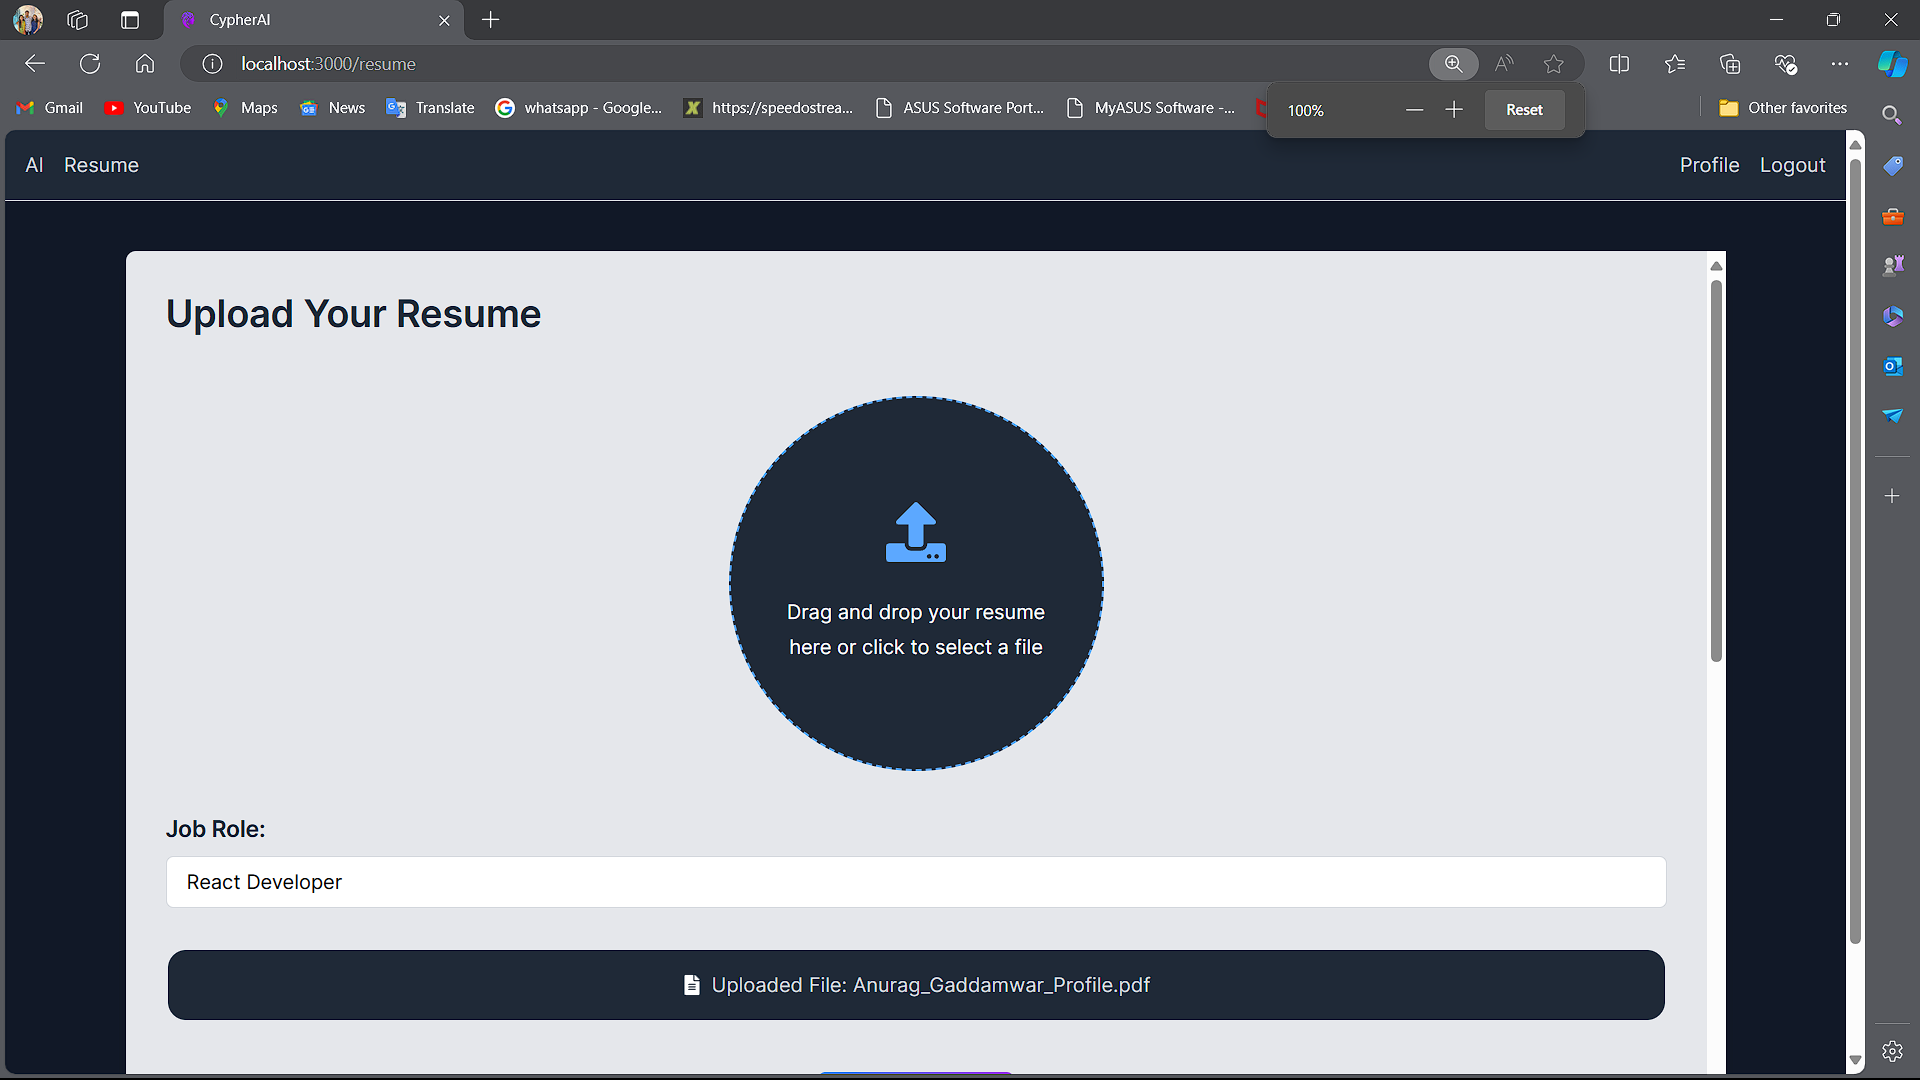 CypherAI
localhost:3000/resume
Gmail
YouTube
Maps
News
Translate
whatsapp - Google...
https://speedostrea...
ASUS Software Port...
MyASUS Software -...
Other favorites
100%
Reset
AI
Resume
Profile
Logout
Upload Your Resume
Drag and drop your resume
here or click to select a file
Job Role:
React Developer
Uploaded File: Anurag_Gaddamwar_Profile.pdf